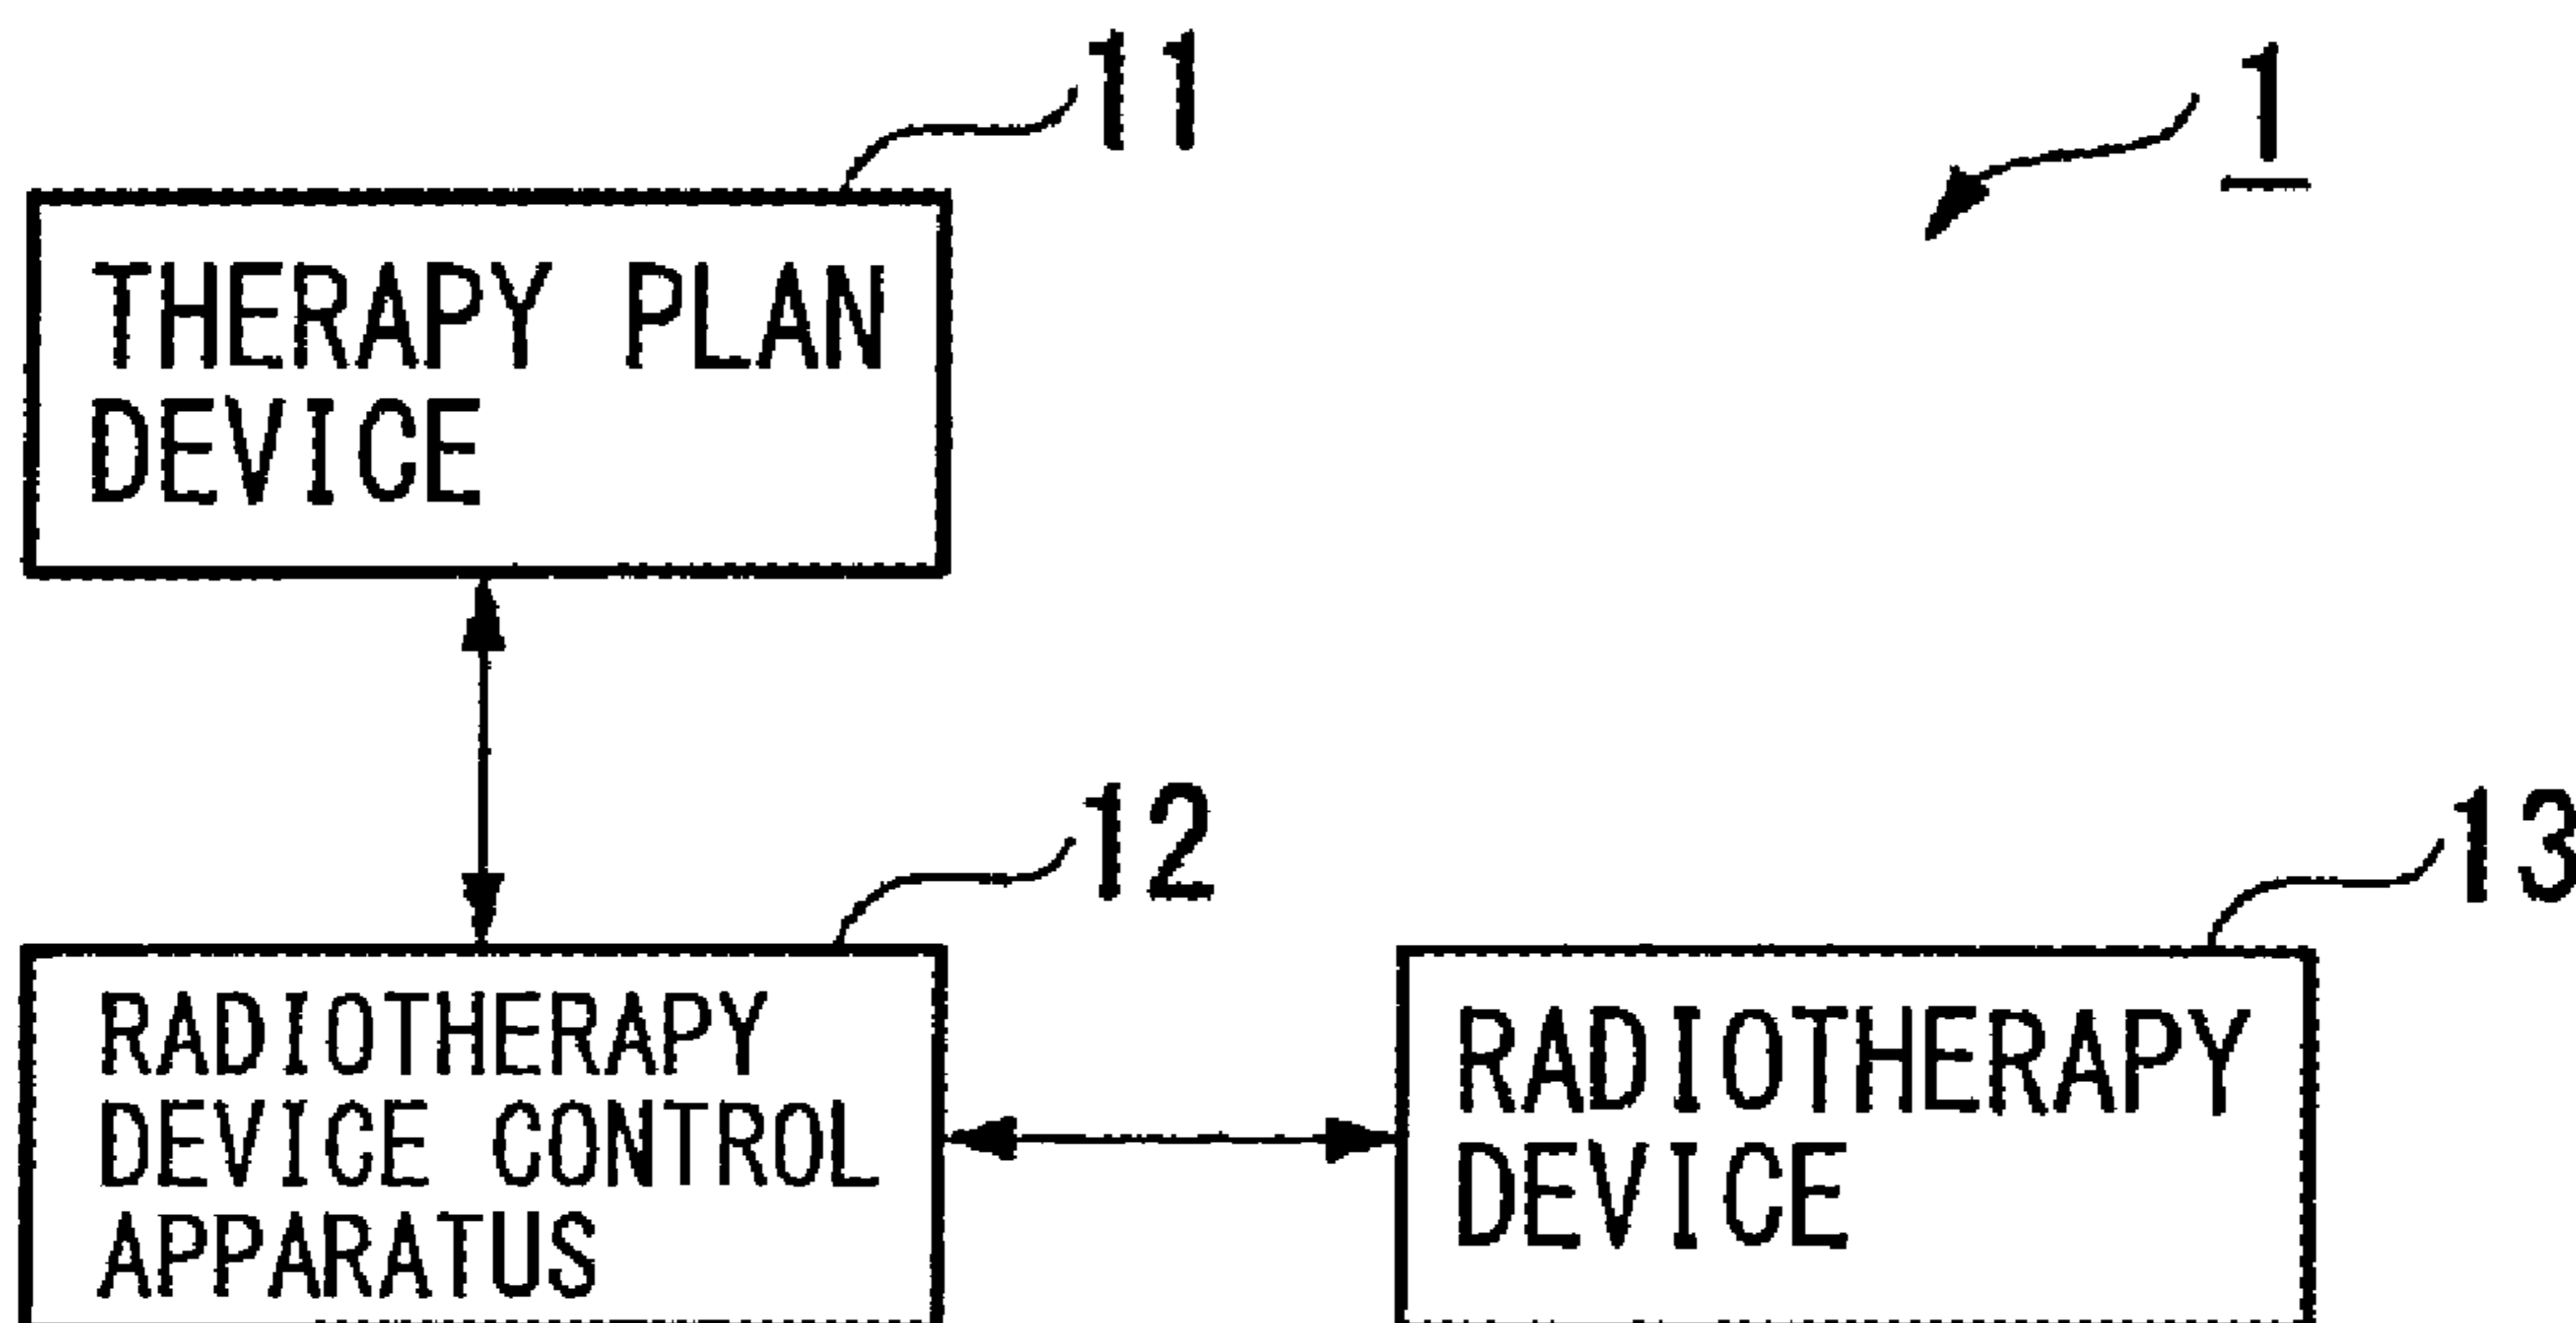 11
1
THERAPY PLAN
DEVICE
12
13
RADIOTHERAPY
DEVICE CONTROL
APPARATUS
RADIOTHERAPY
DEVICE